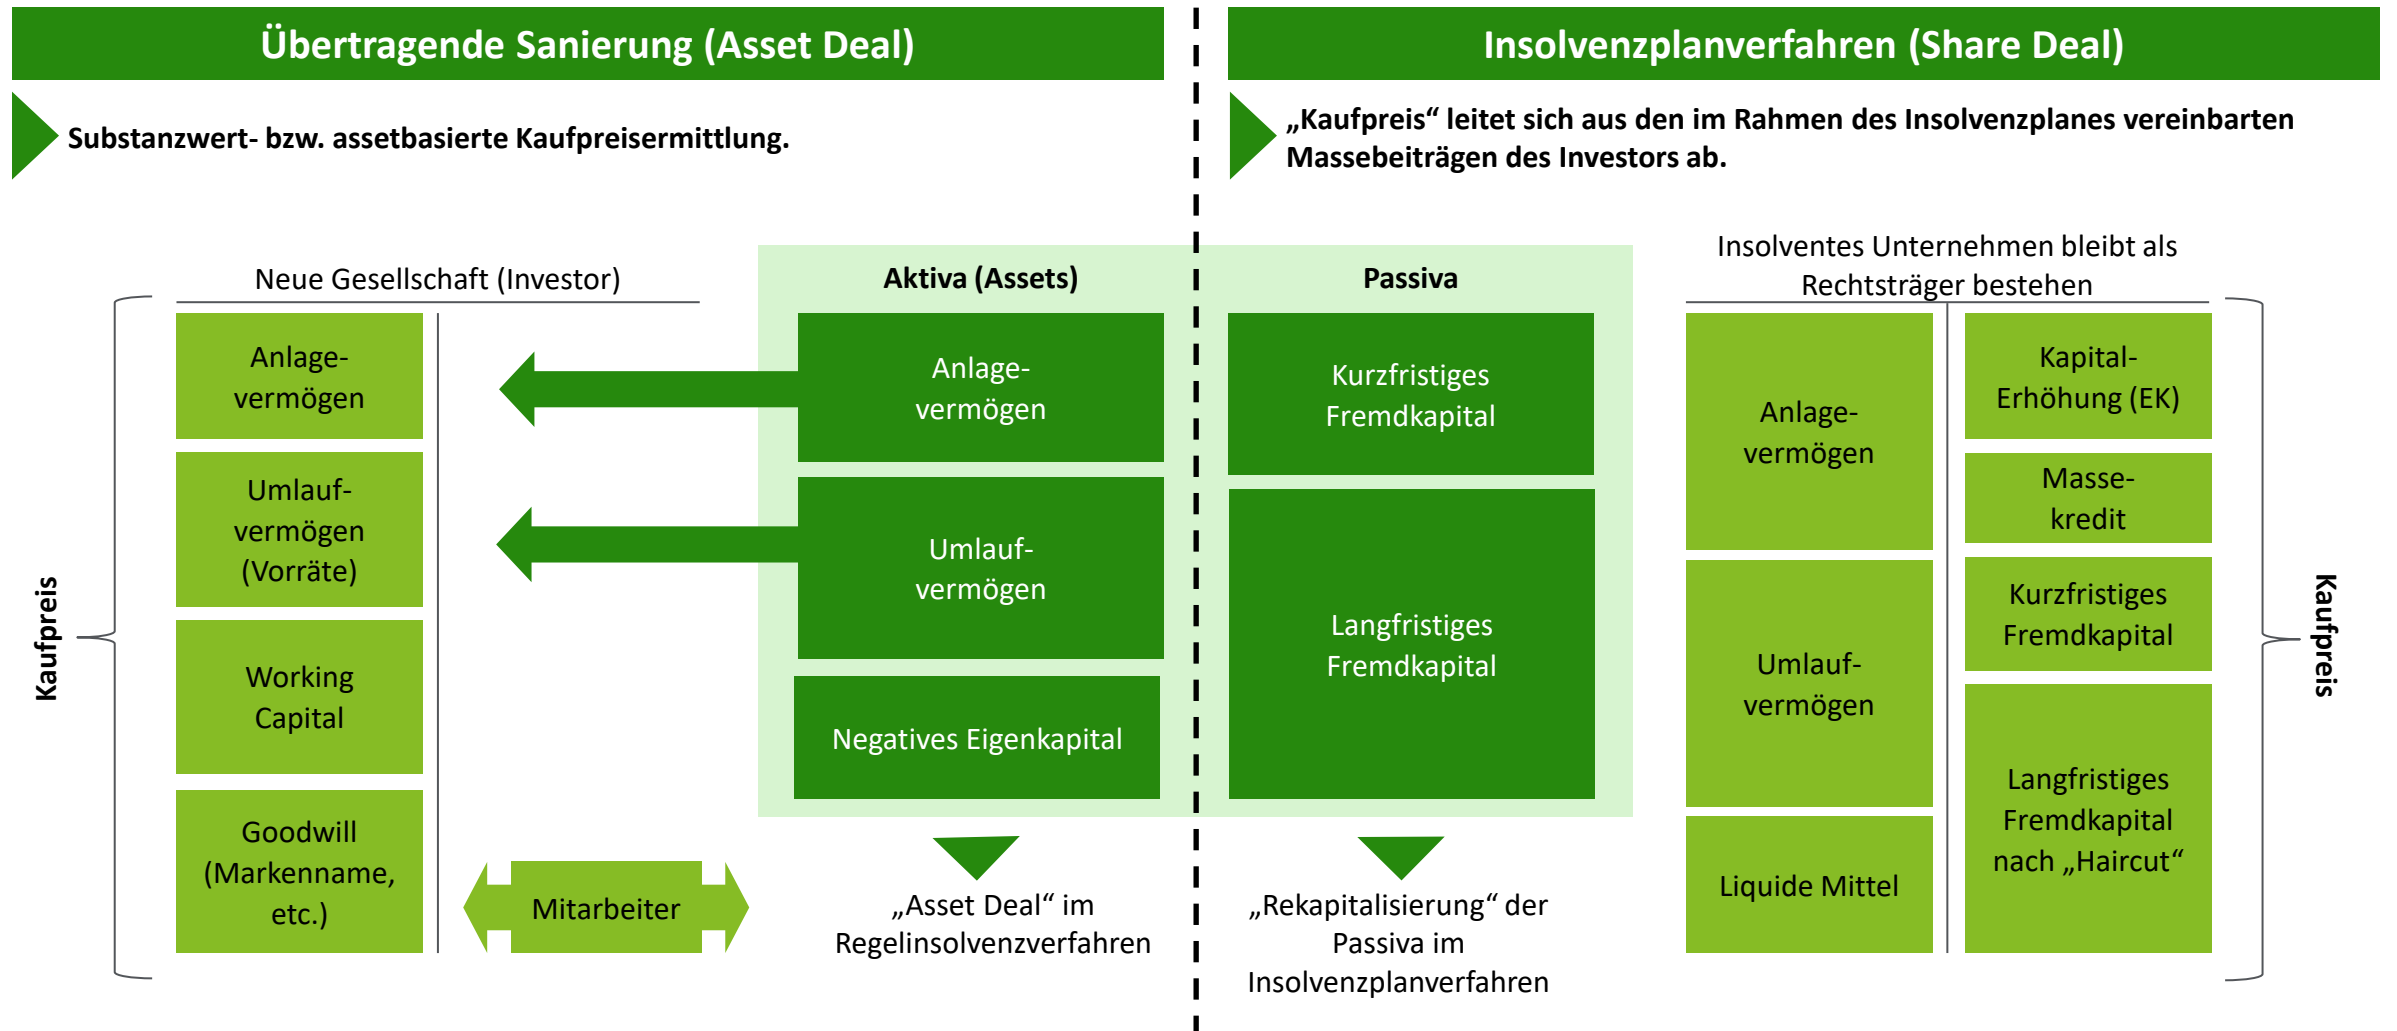 Übertragende Sanierung (Asset Deal)
Substanzwert- bzw. assetbasierte Kaufpreisermittlung.
Neue Gesellschaft (Investor)
Kaufpreis
Anlage-
vermögen
Umlauf-
vermögen
(Vorräte)
Working
Capital
Goodwill
(Markenname,
etc.)
Mitarbeiter
Aktiva (Assets)
Anlage-
vermögen
Umlauf-
vermögen
Negatives Eigenkapital
„Asset Deal“ im
Regelinsolvenzverfahren
Insolvenzplanverfahren (Share Deal)
„Kaufpreis“ leitet sich aus den im Rahmen des Insolvenzplanes vereinbarten
Massebeiträgen des Investors ab.
Passiva
Kurzfristiges
Fremdkapital
Langfristiges
Fremdkapital
„Rekapitalisierung“ der
Passiva im
Insolvenzplanverfahren
Insolventes Unternehmen bleibt als
Rechtsträger bestehen
Anlage-
vermögen
Umlauf-
vermögen
Liquide Mittel
Kapital-
Erhöhung (EK)
Masse-
kredit
Kurzfristiges
Fremdkapital
Langfristiges
Fremdkapital
nach „Haircut“
Kaufpreis